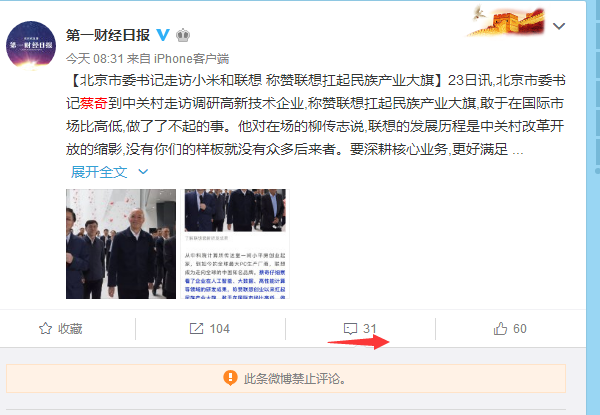 第一财经日报
今天 08:31 来自 iPhone客户端
【北京市委书记走访小米和联想 称赞联想扛起民族产业大旗】23日讯,北京市委书
记蔡奇到中关村走访调研高新技术企业,称赞联想扛起民族产业大旗,敢于在国际市
场比高低,做了了不起的事。他对在场的柳传志说,联想的发展历程是中关村改革开
放的缩影,没有你们的样板就没有众多后来者。要深耕核心业务,更好满足 ...
展开全文
收藏
104
31
60
此条微博禁止评论。
第一财经日报